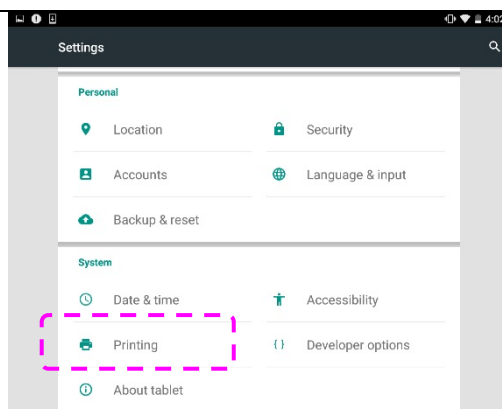 4:02
Settings
Personal
Location Security
Accounts Language & input
Backup & reset
System
Date & time Accessibility
Printing { } Developer options
About tablet